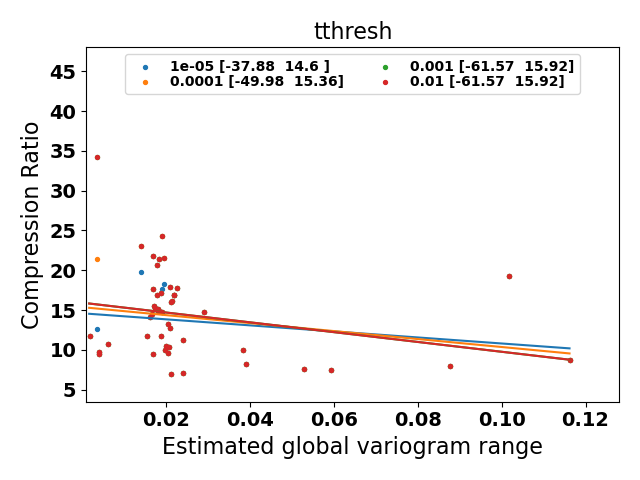 tthresh
1e-05 [-37.88 14.6 ]
0.0001 [-49.98 15.36]
0.001 [-61.57 15.92]
0.01 [-61.57 15.92]
Compression Ratio
45
40
35
30
25
20
15
10
5
0.02 0.04 0.06 0.08 0.10 0.12
Estimated global variogram range